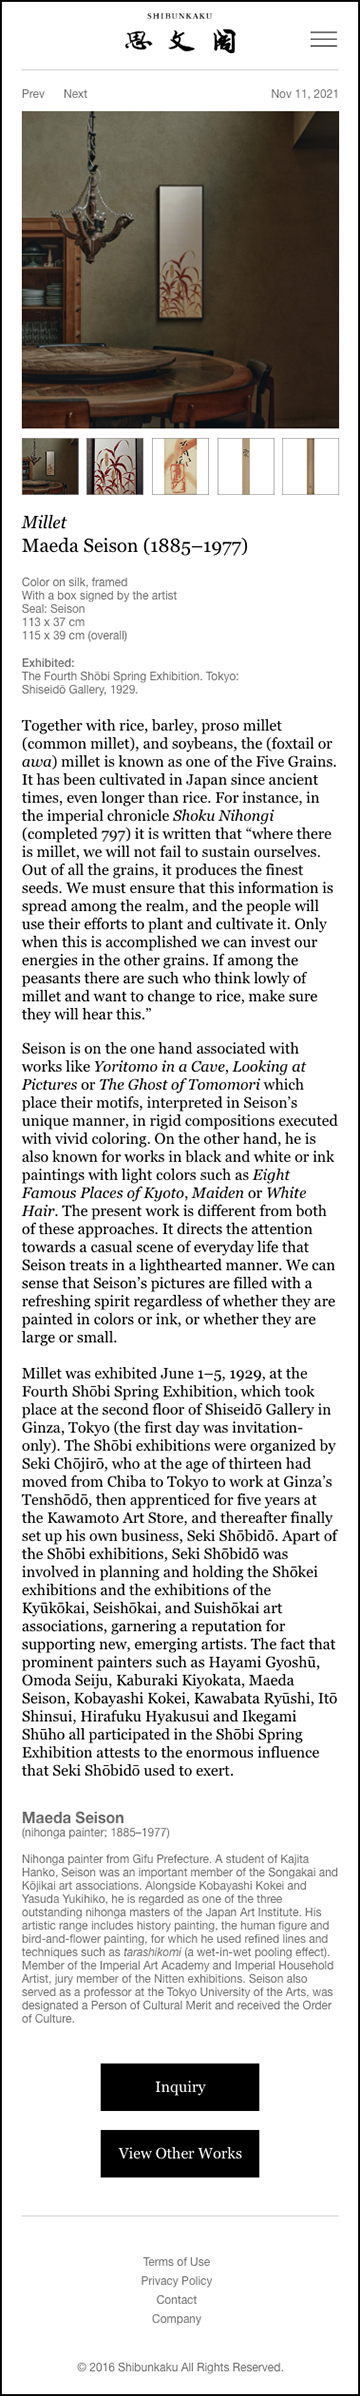 SHIBUNKAKU
思文閣
Prev Next Nov 11, 2021
Millet
Maeda Seison (1885–1977)
Color on silk, framed
With a box signed by the artist
Seal: Seison
113 x 37 cm
115 x 39 cm (overall)
Exhibited:
The Fourth Shōbi Spring Exhibition. Tokyo:
Shiseidō Gallery, 1929.
Together with rice, barley, proso millet
(common millet), and soybeans, the (foxtail or
awa) millet is known as one of the Five Grains.
It has been cultivated in Japan since ancient
times, even longer than rice. For instance, in
the imperial chronicle Shoku Nihongi
(completed 797) it is written that “where there
is millet, we will not fail to sustain ourselves.
Out of all the grains, it produces the finest
seeds. We must ensure that this information is
spread among the realm, and the people will
use their efforts to plant and cultivate it. Only
when this is accomplished we can invest our
energies in the other grains. If among the
peasants there are such who think lowly of
millet and want to change to rice, make sure
they will hear this.”
Seison is on the one hand associated with
works like Yoritomo in a Cave, Looking at
Pictures or The Ghost of Tomomori which
place their motifs, interpreted in Seison’s
unique manner, in rigid compositions executed
with vivid coloring. On the other hand, he is
also known for works in black and white or ink
paintings with light colors such as Eight
Famous Places of Kyoto, Maiden or White
Hair. The present work is different from both
of these approaches. It directs the attention
towards a casual scene of everyday life that
Seison treats in a lighthearted manner. We can
sense that Seison’s pictures are filled with a
refreshing spirit regardless of whether they are
painted in colors or ink, or whether they are
large or small.
Millet was exhibited June 1–5, 1929, at the
Fourth Shōbi Spring Exhibition, which took
place at the second floor of Shiseidō Gallery in
Ginza, Tokyo (the first day was invitation-
only). The Shōbi exhibitions were organized by
Seki Chōjirō, who at the age of thirteen had
moved from Chiba to Tokyo to work at Ginza’s
Tenshōdō, then apprenticed for five years at
the Kawamoto Art Store, and thereafter finally
set up his own business, Seki Shōbidō. Apart of
the Shōbi exhibitions, Seki Shōbidō was
involved in planning and holding the Shōkei
exhibitions and the exhibitions of the
Kyūkōkai, Seishōkai, and Suishōkai art
associations, garnering a reputation for
supporting new, emerging artists. The fact that
prominent painters such as Hayami Gyoshū,
Omoda Seiju, Kaburaki Kiyokata, Maeda
Seison, Kobayashi Kokei, Kawabata Ryūshi, Itō
Shinsui, Hirafuku Hyakusui and Ikegami
Shūho all participated in the Shōbi Spring
Exhibition attests to the enormous influence
that Seki Shōbidō used to exert.
Maeda Seison
(nihonga painter; 1885–1977)
Nihonga painter from Gifu Prefecture. A student of Kajita
Hanko, Seison was an important member of the Songakai and
Kōjikai art associations. Alongside Kobayashi Kokei and
Yasuda Yukihiko, he is regarded as one of the three
outstanding nihonga masters of the Japan Art Institute. His
artistic range includes history painting, the human figure and
bird-and-flower painting, for which he used refined lines and
techniques such as tarashikomi (a wet-in-wet pooling effect).
Member of the Imperial Art Academy and Imperial Household
Artist, jury member of the Nitten exhibitions. Seison also
served as a professor at the Tokyo University of the Arts, was
designated a Person of Cultural Merit and received the Order
of Culture.
Inquiry
View Other Works
Terms of Use
Privacy Policy
Contact
Company
© 2016 Shibunkaku All Rights Reserved.